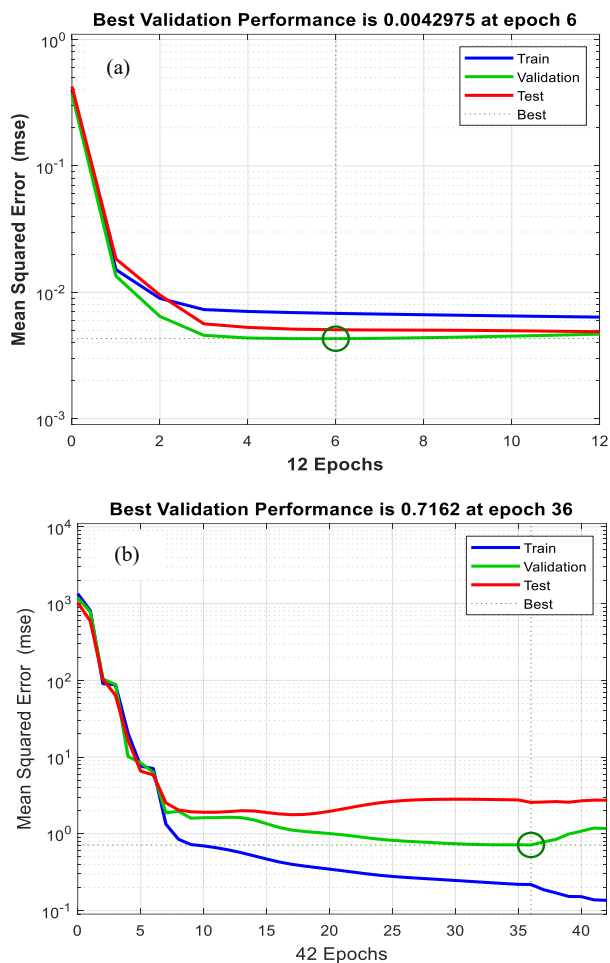 Best Validation Performance is 0.0042975 at epoch 6
(a)
Train
Validation
Test
Best
Mean Squared Error (mse)
10^0
10^-1
10^-2
10^-3
0 2 4 6 8 10 12
12 Epochs
Best Validation Performance is 0.7162 at epoch 36
(b)
Train
Validation
Test
Best
Mean Squared Error (mse)
10^4
10^3
10^2
10^1
10^0
10^-1
0 5 10 15 20 25 30 35 40
42 Epochs